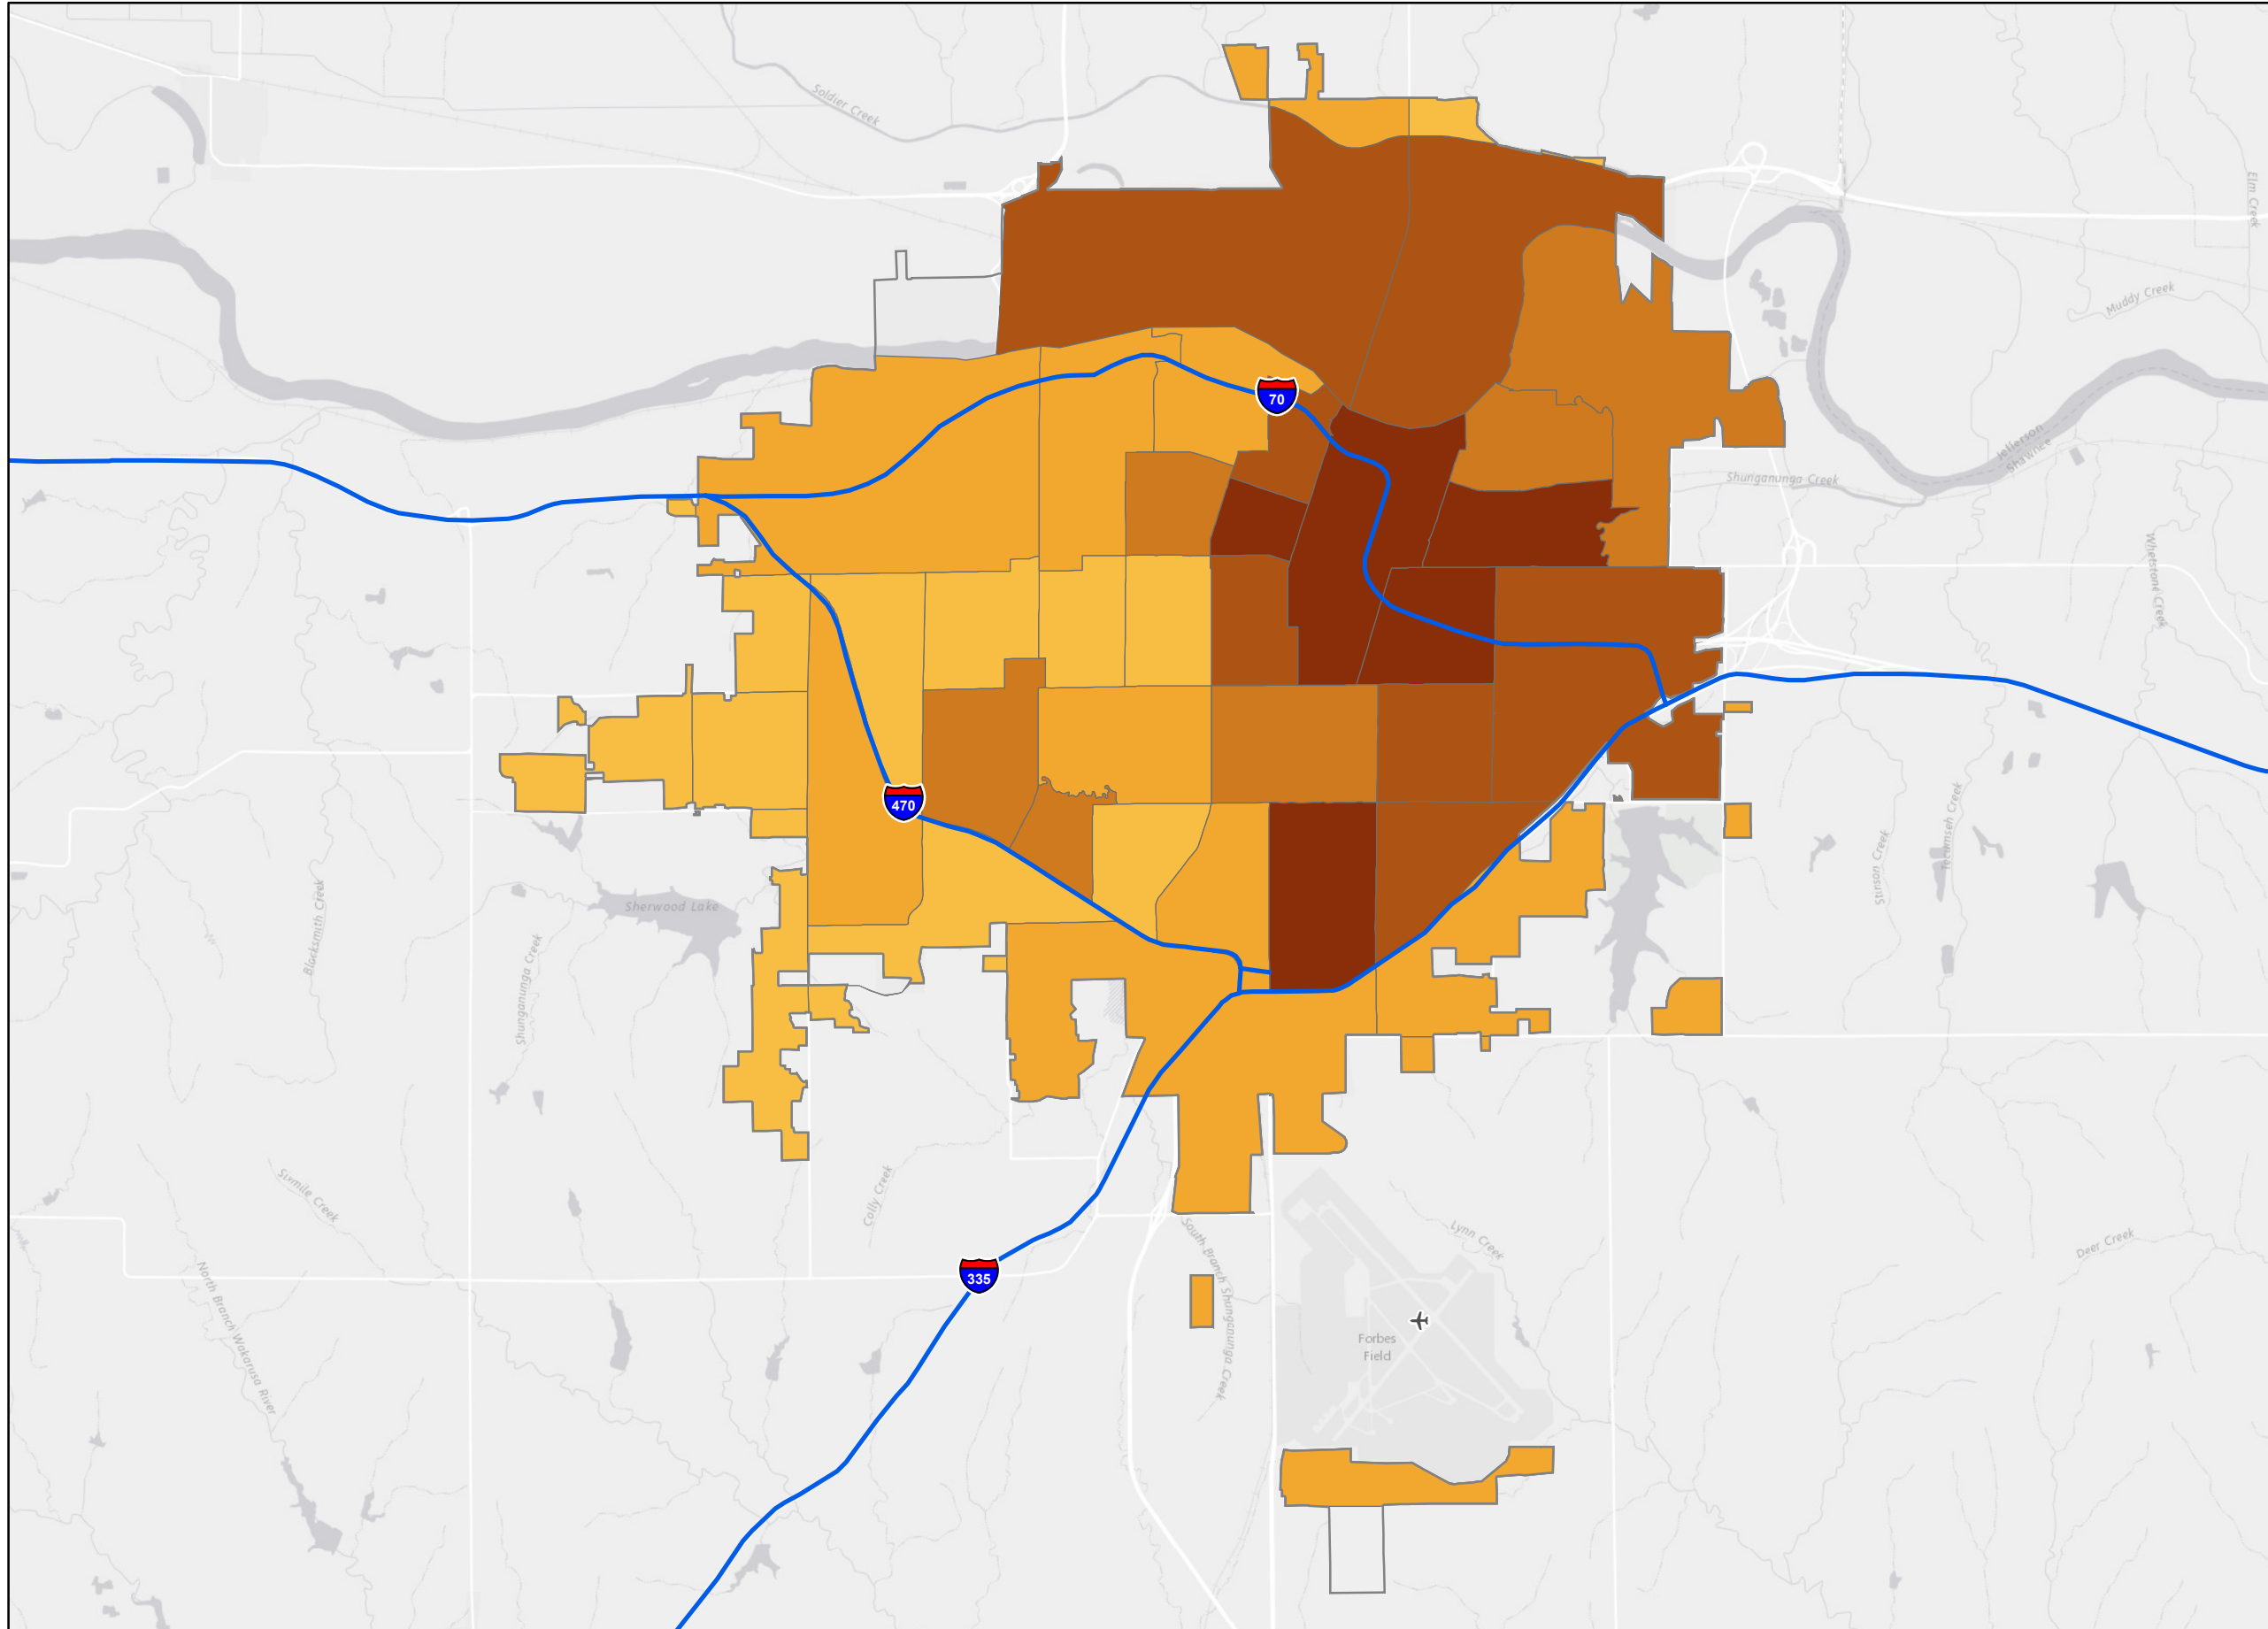 Soldier Creek
Elm Creek
Muddy Creek
70
Jefferson
Shawnee
Shunganunga Creek
Whetstone Creek
470
Sherwood Lake
Blacksmith Creek
Shunganunga Creek
Stinson Creek
Tecumseh Creek
Sixmile Creek
Colly Creek
South Branch Shunganunga Creek
Lynn Creek
Deer Creek
North Branch Wakarusa River
335
Forbes
Field